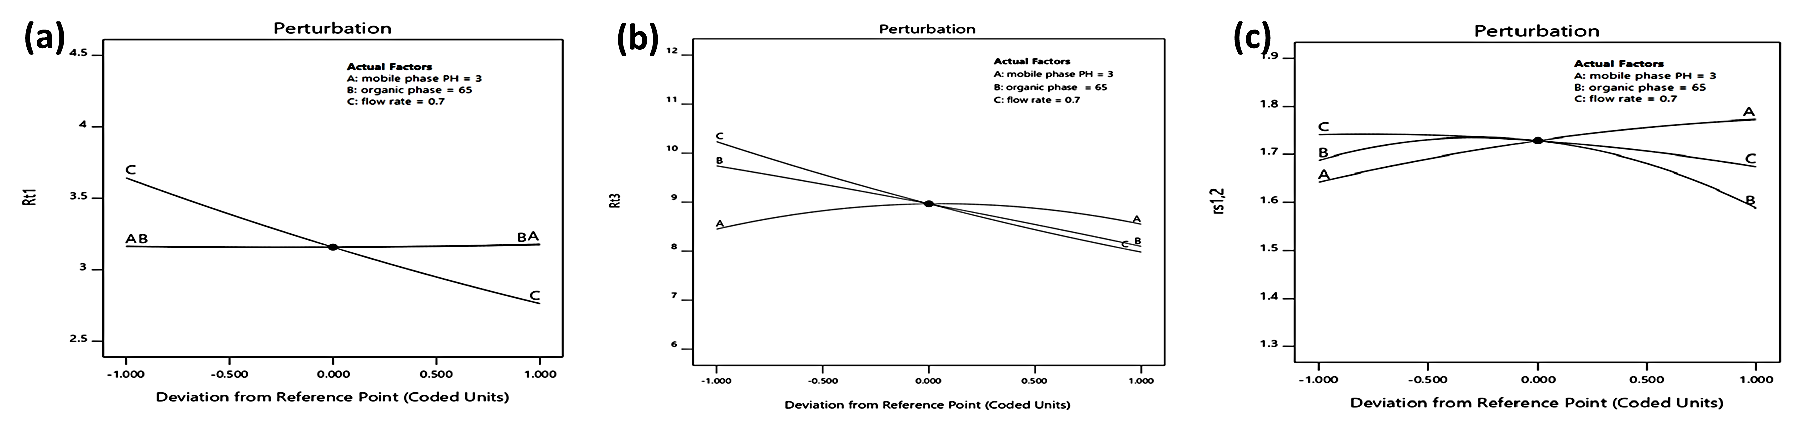 (a)
Perturbation
4.5
4
3.5
3
2.5
Rt1
Actual Factors
A: mobile phase PH = 3
B: organic phase = 65
C: flow rate = 0.7
C
AB
BA
C
-1.000
-0.500
0.000
0.500
1.000
Deviation from Reference Point (Coded Units)
(b)
Perturbation
12
11
10
9
8
7
6
Rt3
Actual Factors
A: mobile phase PH = 3
B: organic phase = 65
C: flow rate = 0.7
C
B
A
A
B
C
-1.000
-0.500
0.000
0.500
1.000
Deviation from Reference Point (Coded Units)
(c)
Perturbation
1.9
1.8
1.7
1.6
1.5
1.4
1.3
rs1,2
Actual Factors
A: mobile phase PH = 3
B: organic phase = 65
C: flow rate = 0.7
C
B
A
A
C
B
-1.000
-0.500
0.000
0.500
1.000
Deviation from Reference Point (Coded Units)